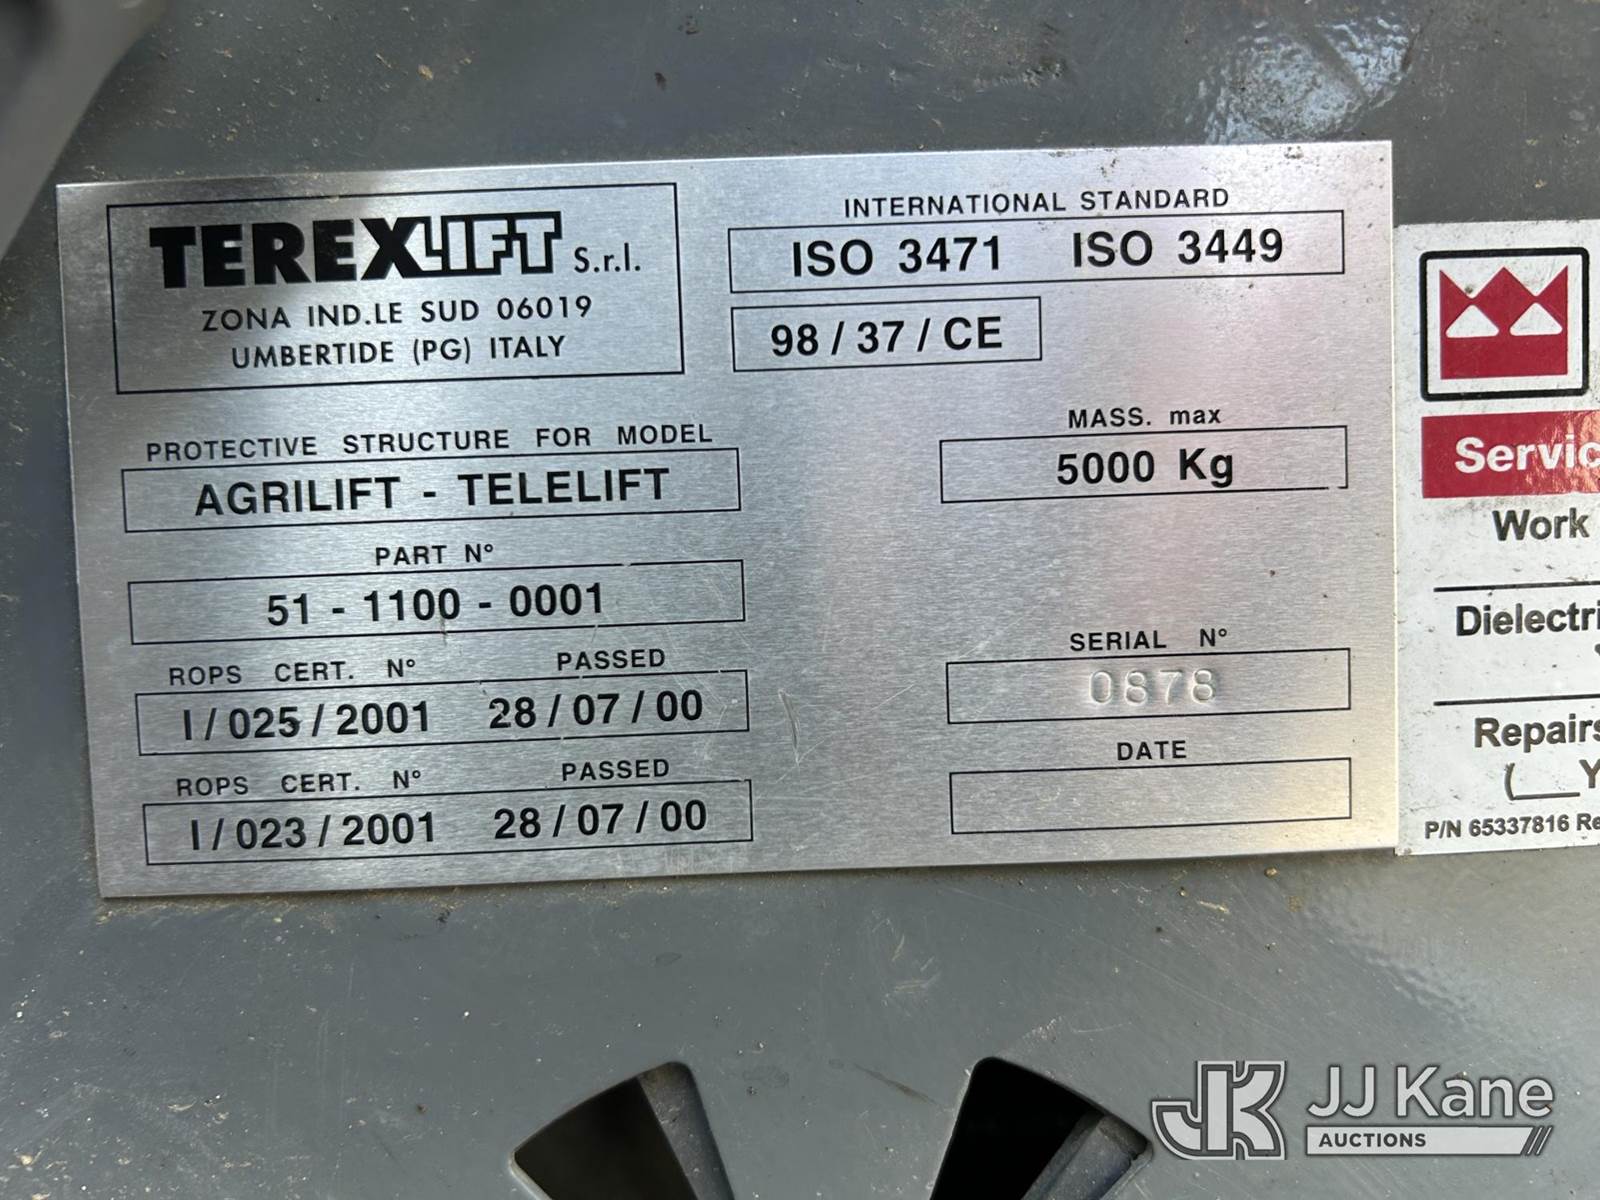 TEREXLIFT S.r.l.
ZONA IND.LE SUD 06019
UMBERTIDE (PG) ITALY
INTERNATIONAL STANDARD
ISO 3471 ISO 3449
98 / 37 / CE
PROTECTIVE STRUCTURE FOR MODEL
AGRILIFT - TELELIFT
MASS. max
5000 Kg
PART N°
51 - 1100 - 0001
ROPS CERT. N° PASSED
I / 025 / 2001 28 / 07 / 00
ROPS CERT. N° PASSED
I / 023 / 2001 28 / 07 / 00
SERIAL N°
0878
DATE
Servic
Work
Dielectri
Repairs
(___Y
P/N 65337816 Re
JK JJ Kane
AUCTIONS